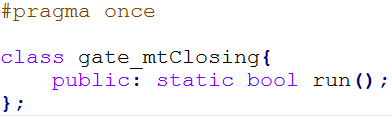 #pragma once

class gate_mtClosing{
    public: static bool run();
};